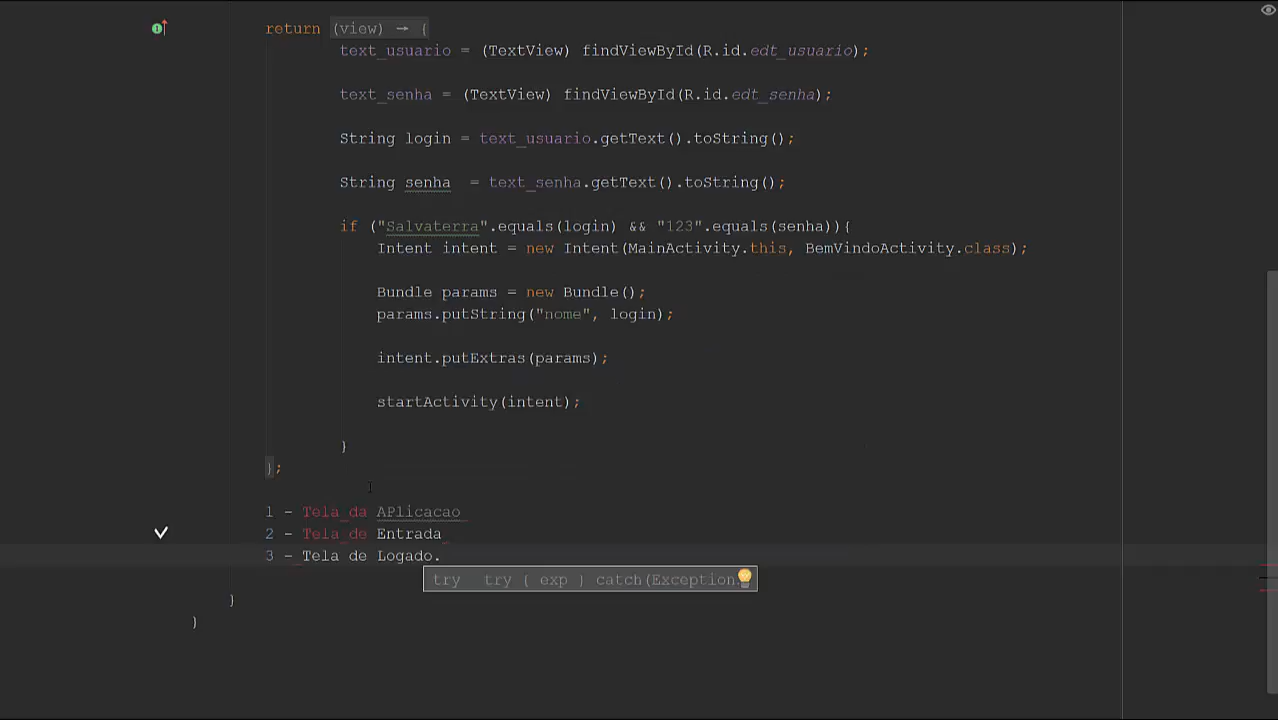 return (view) → {
text_usuario = (TextView) findViewById(R.id.edt_usuario);
text_senha = (TextView) findViewById(R.id.edt_senha);
String login = text_usuario.getText().toString();
String senha  = text_senha.getText().toString();
if ("Salvaterra".equals(login) && "123".equals(senha)){
Intent intent = new Intent(MainActivity.this, BemVindoActivity.class);
Bundle params = new Bundle();
params.putString("nome", login);
intent.putExtras(params);
startActivity(intent);
}
};
1 - Tela da APlicacao
2 - Tela de Entrada
3 - Tela de Logado.
try  try { exp } catch(Exception
}
}